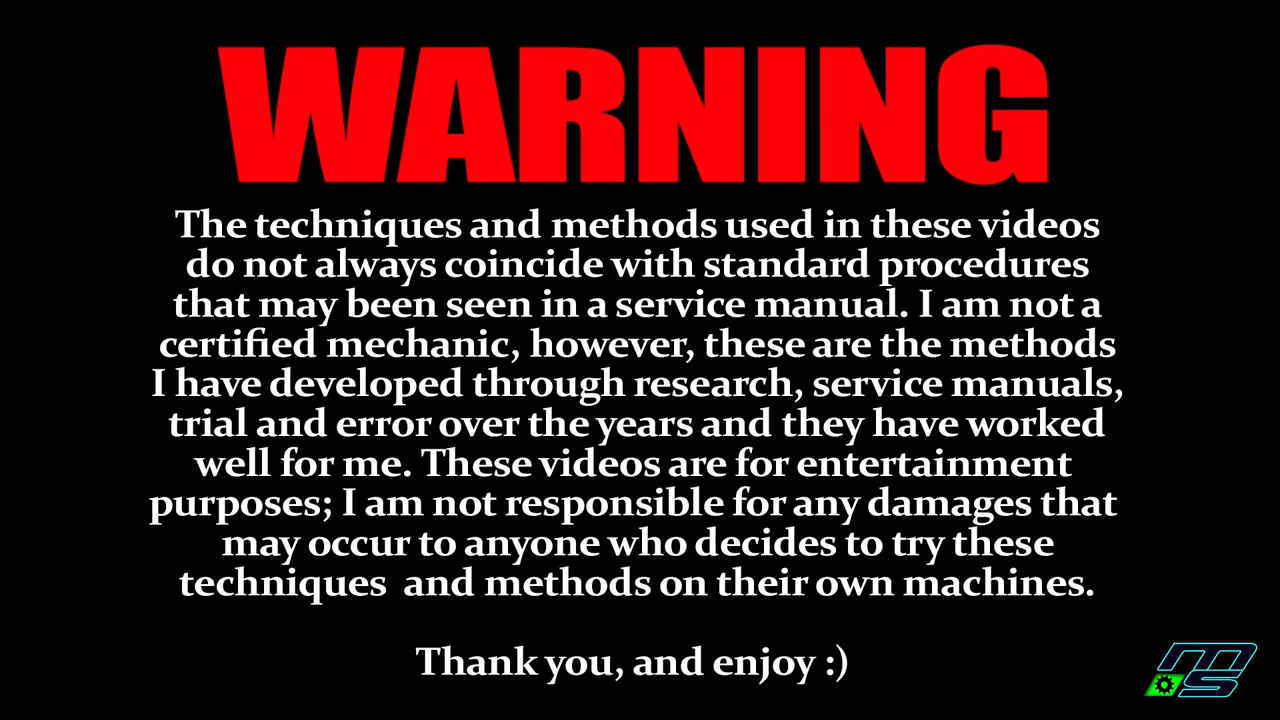 WARNING
The techniques and methods used in these videos
do not always coincide with standard procedures
that may been seen in a service manual. I am not a
certified mechanic, however, these are the methods
I have developed through research, service manuals,
trial and error over the years and they have worked
well for me. These videos are for entertainment
purposes; I am not responsible for any damages that
may occur to anyone who decides to try these
techniques  and methods on their own machines.
Thank you, and enjoy :)